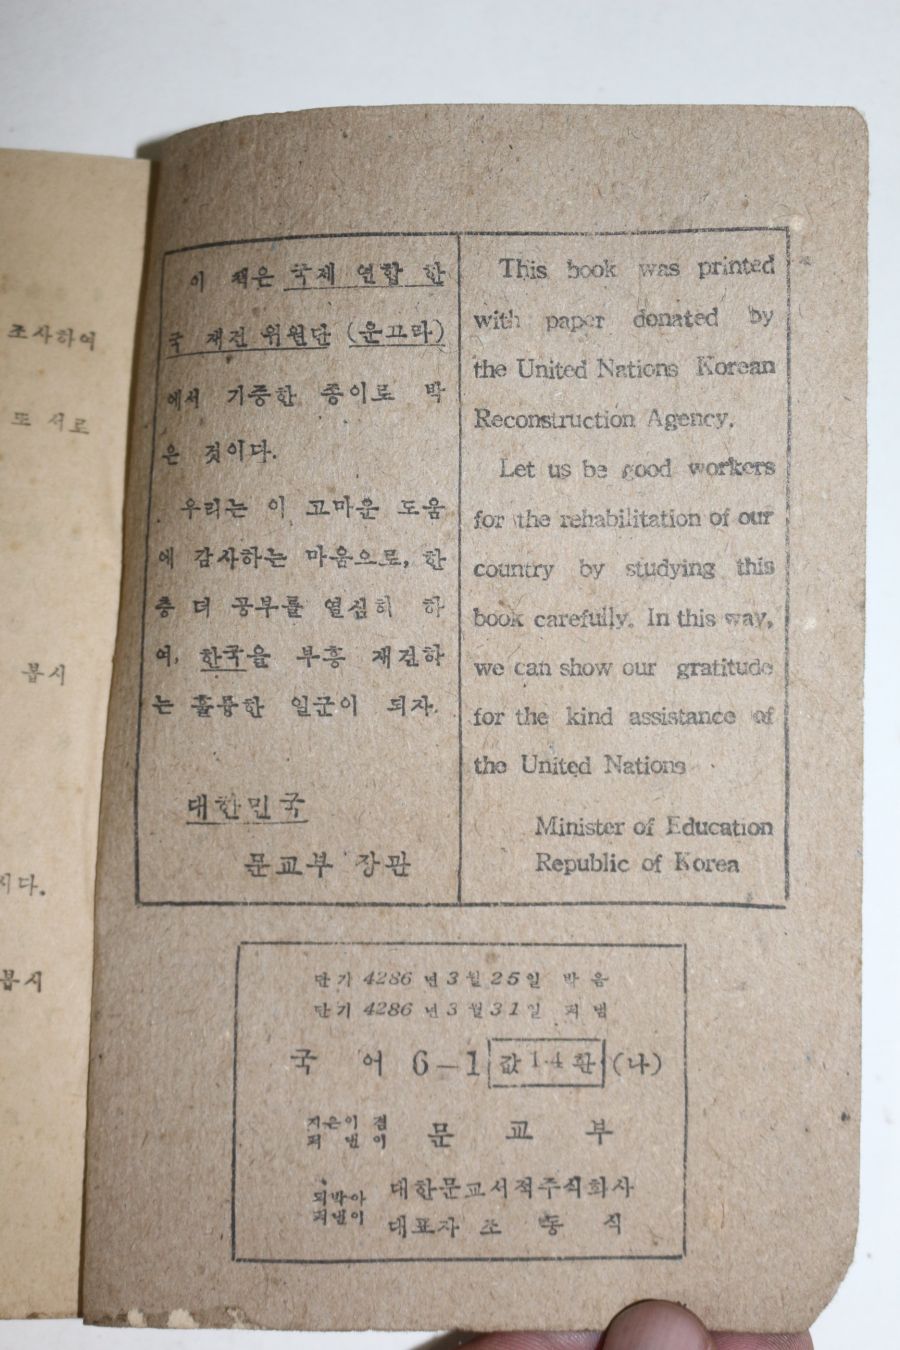 조사하여
또 서로
봅시
시다.
봅시
이 책은 국제 연합 한
국 재건 위원단 (운끄라)
에서 기증한 종이로 박
은 것이다.
우리는 이 고마운 도움
에 감사하는 마음으로, 한
층 더 공부를 열심히 하
여, 한국을 부흥 재건하
는 훌륭한 일군이 되자.
대한민국
문교부 장관
This book was printed
with paper donated by
the United Nations Korean
Reconstruction Agency.
Let us be good workers
for the rehabilitation of our
country by studying this
book carefully. In this way,
we can show our gratitude
for the kind assistance of
the United Nations
Minister of Education
Republic of Korea
단기 4286 년 3 월 25 일 박음
단기 4286 년 3 월 31 일 펴냄
국 어 6-1 값 14 환 (나)
지은이 겸
펴 낸 이 문 교 부
되박아
펴낸이 대한문교서적주식회사
대표자 조 동 식